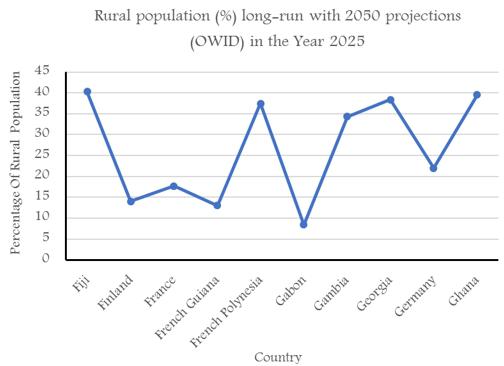 Rural population (%) long-run with 2050 projections
(OWID) in the Year 2025
Percentage Of Rural Population
45
40
35
30
25
20
15
10
5
0
Fiji
Finland
France
French Guiana
French Polynesia
Gabon
Gambia
Georgia
Germany
Ghana
Country